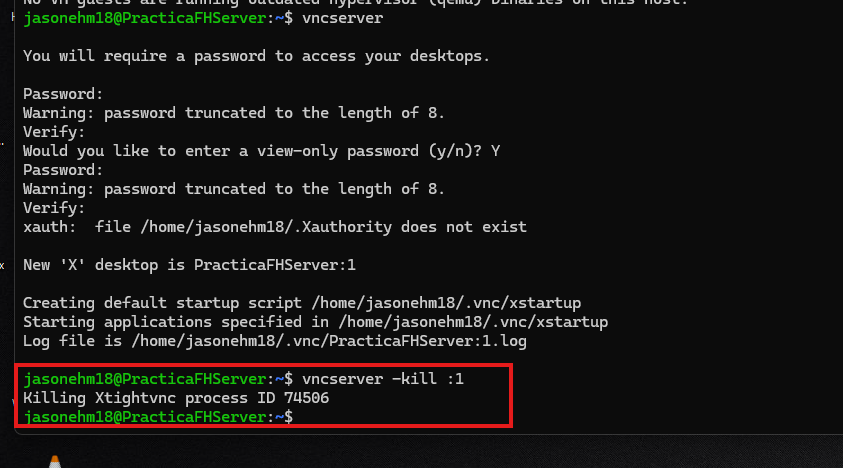 No VM guests are running outdated hypervisor (qemu) binaries on this host.
jasonehm18@PracticaFHServer:~$ vncserver
You will require a password to access your desktops.
Password:
Warning: password truncated to the length of 8.
Verify:
Would you like to enter a view-only password (y/n)? Y
Password:
Warning: password truncated to the length of 8.
Verify:
xauth:  file /home/jasonehm18/.Xauthority does not exist
New 'X' desktop is PracticaFHServer:1
Creating default startup script /home/jasonehm18/.vnc/xstartup
Starting applications specified in /home/jasonehm18/.vnc/xstartup
Log file is /home/jasonehm18/.vnc/PracticaFHServer:1.log
jasonehm18@PracticaFHServer:~$ vncserver -kill :1
Killing Xtightvnc process ID 74506
jasonehm18@PracticaFHServer:~$